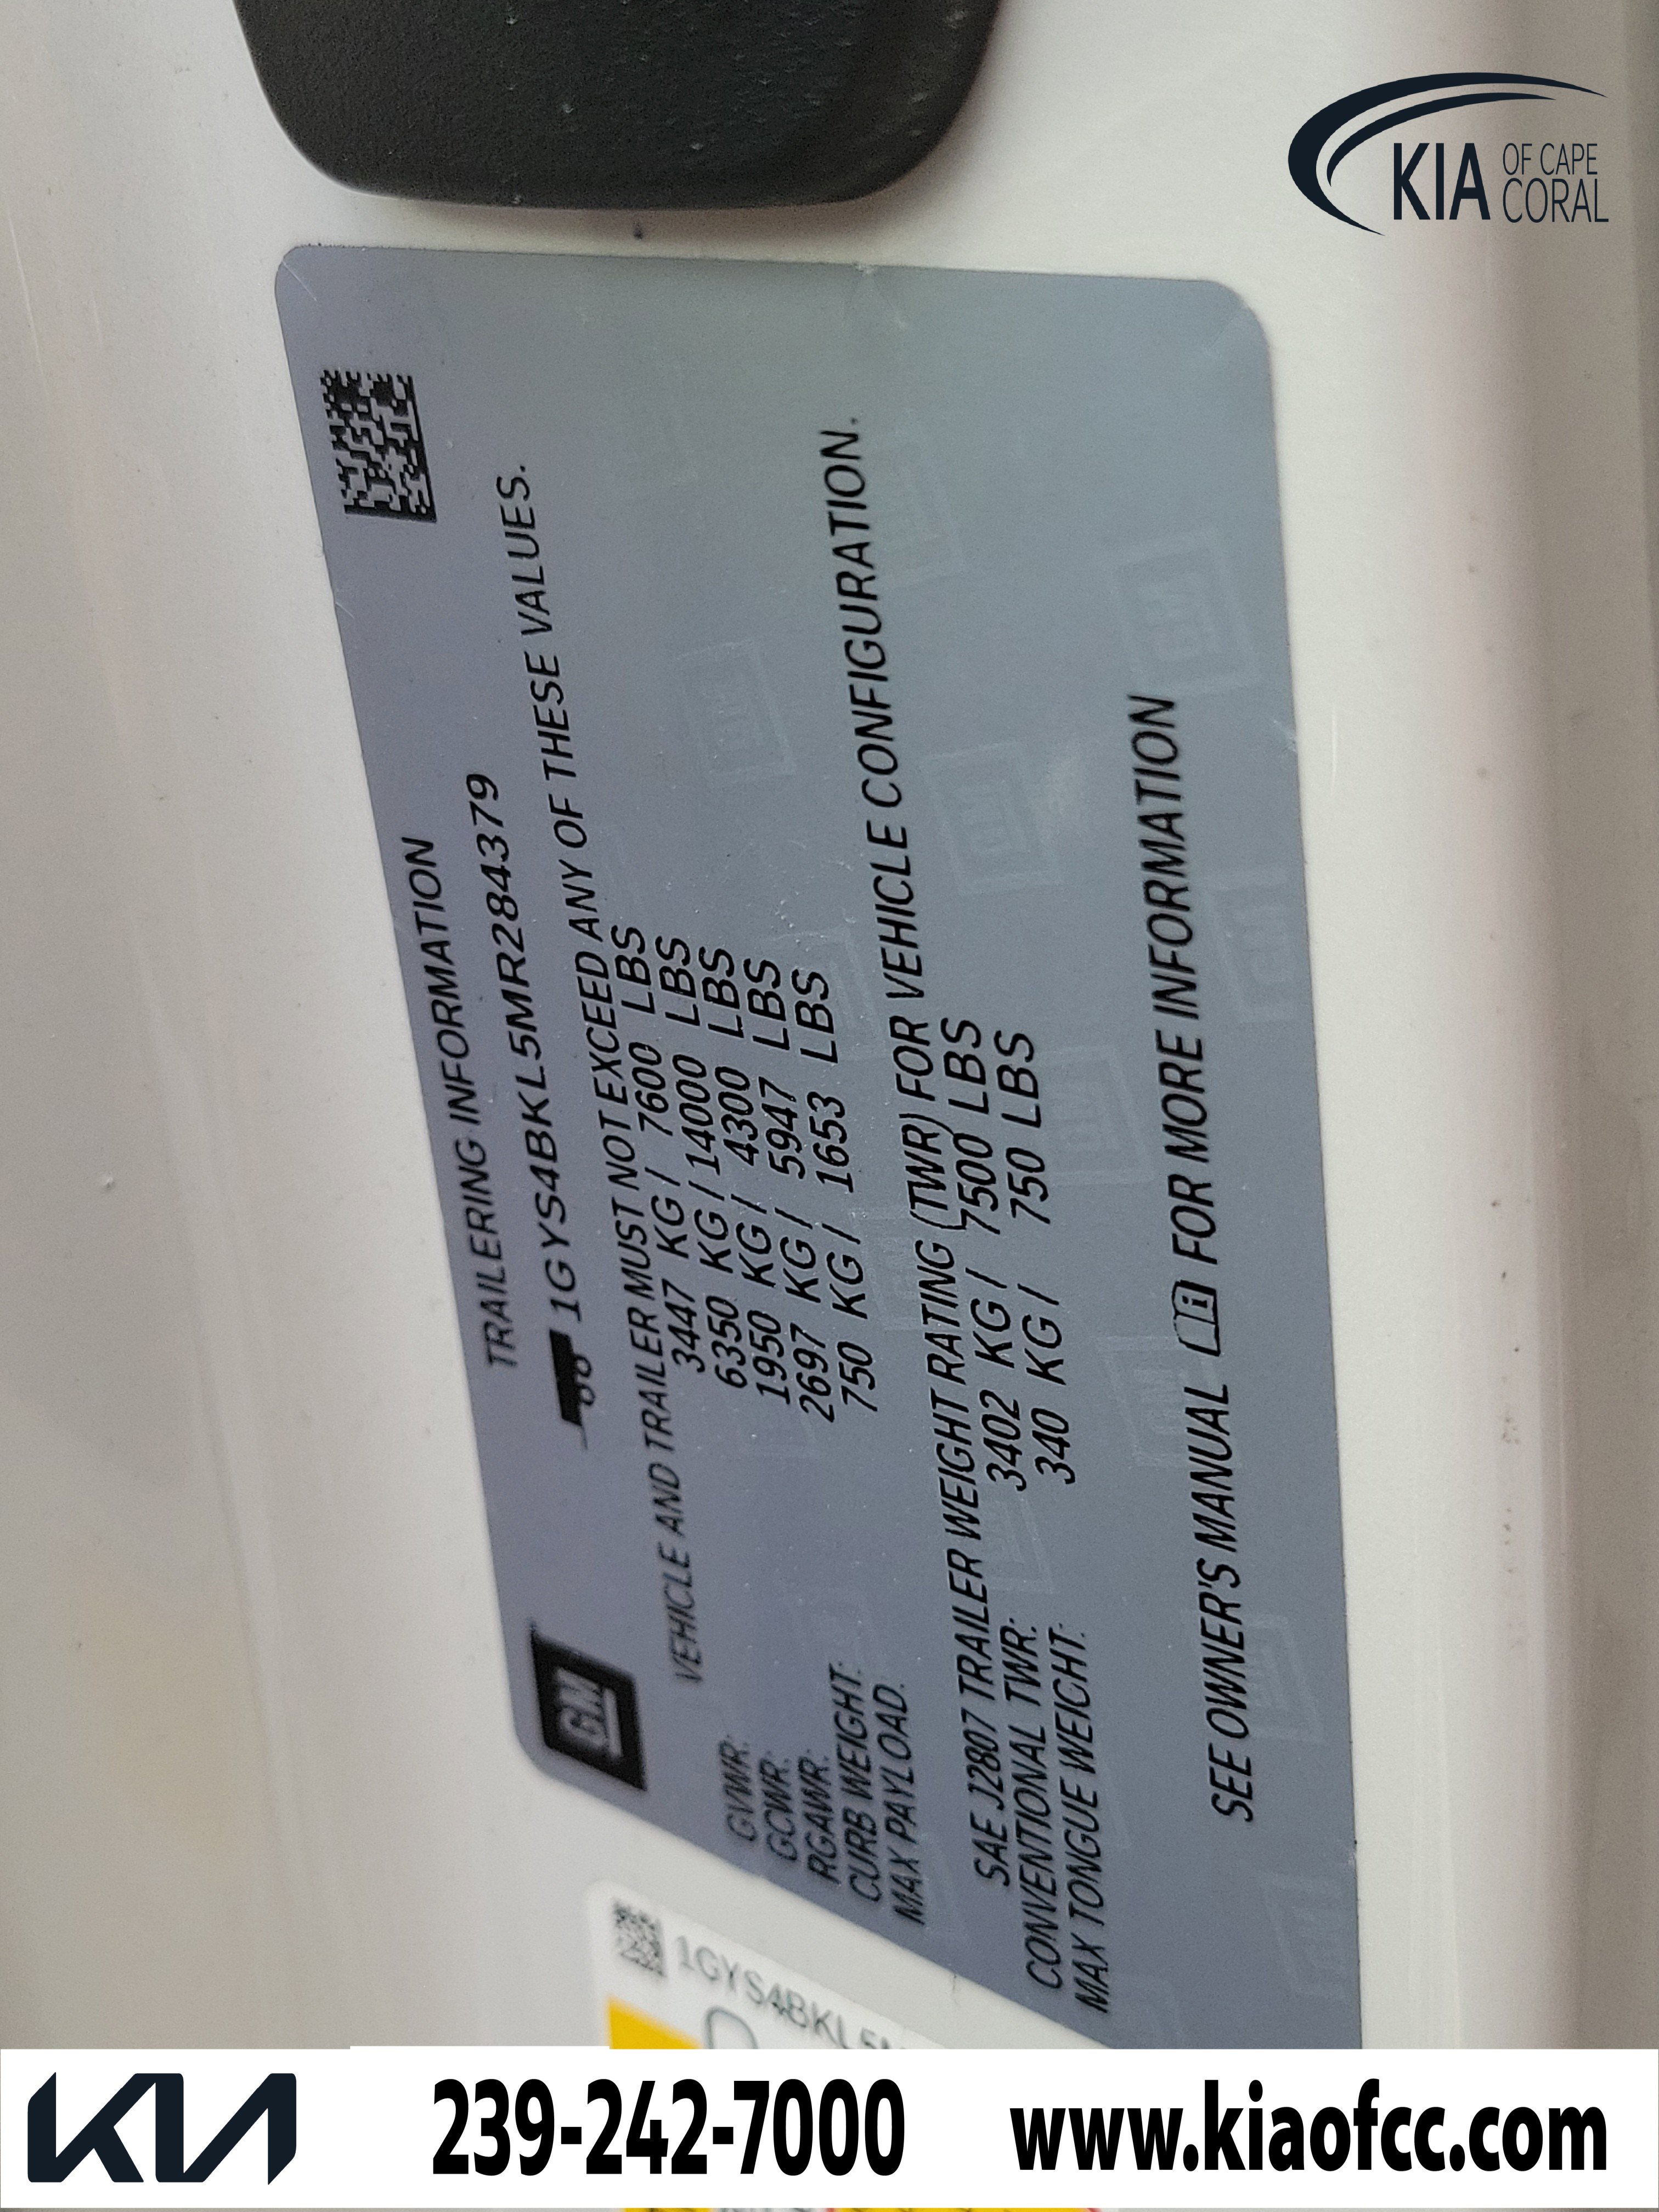 KIA OF CAPE
CORAL
TRAILERING INFORMATION
1GYS4BKL5MR284379
VEHICLE AND TRAILER MUST NOT EXCEED ANY OF THESE VALUES.
GVWR: 3447 KG / 7600 LBS
GCWR: 6350 KG / 14000 LBS
RGAWR: 1950 KG / 4300 LBS
CURB WEIGHT: 2697 KG / 5947 LBS
MAX PAYLOAD: 750 KG / 1653 LBS
SAE J2807 TRAILER WEIGHT RATING (TWR) FOR VEHICLE CONFIGURATION.
CONVENTIONAL TWR: 3402 KG / 7500 LBS
MAX TONGUE WEIGHT: 340 KG / 750 LBS
SEE OWNER'S MANUAL FOR MORE INFORMATION
GM
1GYS4BKL5M
KIA 239-242-7000 www.kiaofcc.com